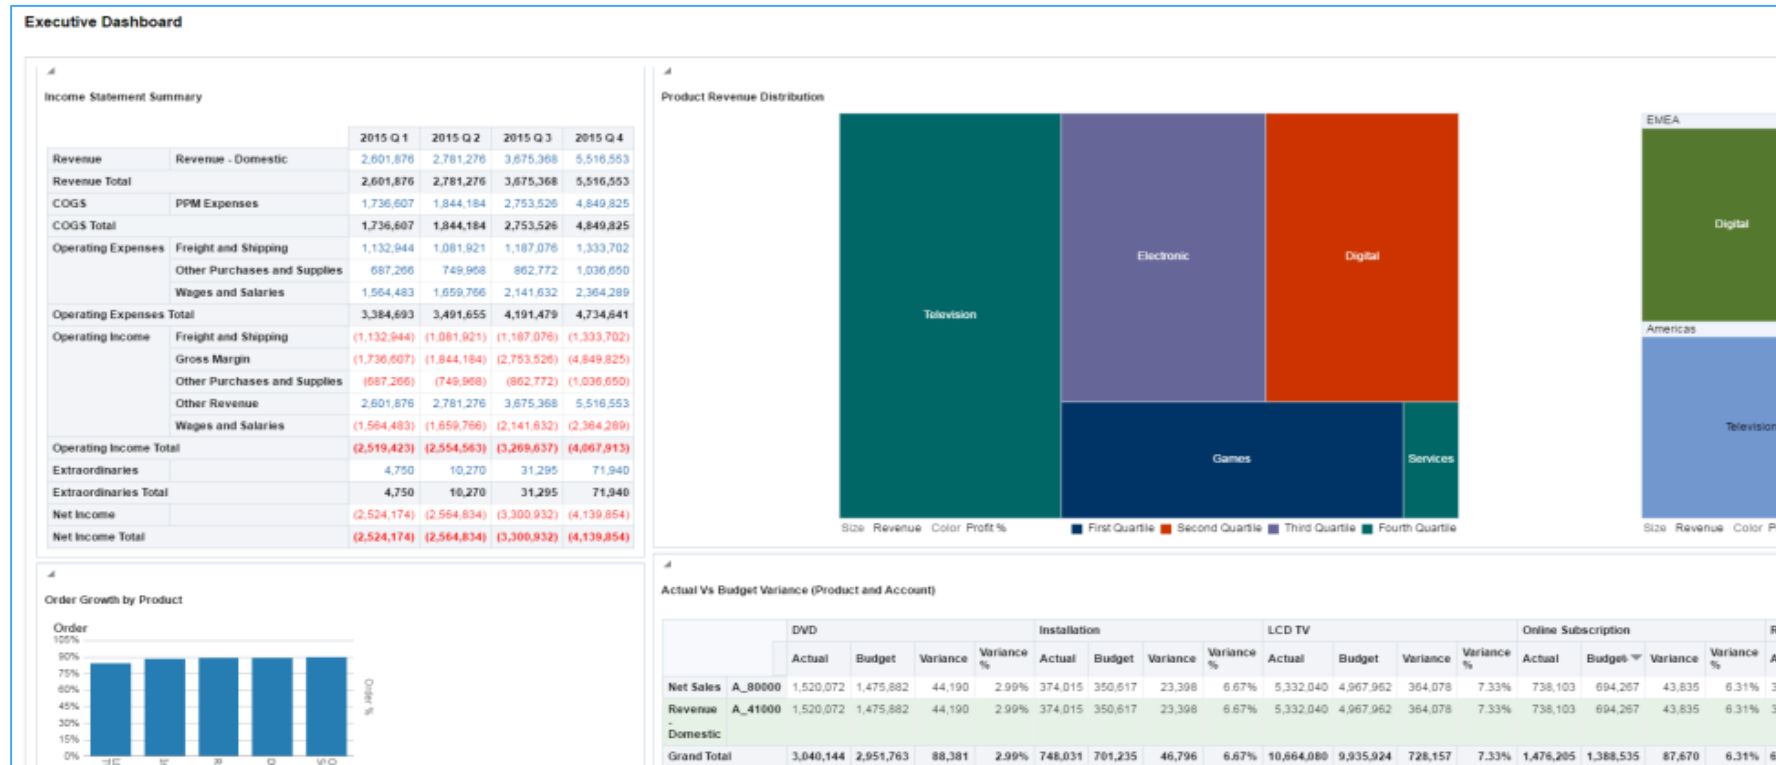 Executive Dashboard
Income Statement Summary
2015 Q 1 2015 Q 2 2015 Q 3 2015 Q 4
Revenue Revenue - Domestic 2,601,876 2,781,276 3,675,368 5,516,553
Revenue Total 2,601,876 2,781,276 3,675,368 5,516,553
COGS PPM Expenses 1,736,607 1,844,184 2,753,526 4,849,825
COGS Total 1,736,607 1,844,184 2,753,526 4,849,825
Operating Expenses Freight and Shipping 1,132,944 1,081,921 1,187,076 1,333,702
Other Purchases and Supplies 687,266 749,968 862,772 1,036,650
Wages and Salaries 1,564,483 1,659,766 2,141,632 2,364,289
Operating Expenses Total 3,384,693 3,491,655 4,191,479 4,734,641
Operating Income Freight and Shipping (1,132,944) (1,081,921) (1,187,076) (1,333,702)
Gross Margin (1,736,607) (1,844,184) (2,753,526) (4,849,825)
Other Purchases and Supplies (687,266) (749,968) (862,772) (1,036,650)
Other Revenue 2,601,876 2,781,276 3,675,368 5,516,553
Wages and Salaries (1,564,483) (1,659,766) (2,141,632) (2,364,289)
Operating Income Total (2,519,423) (2,554,563) (3,269,637) (4,067,913)
Extraordinaries 4,750 10,270 31,295 71,940
Extraordinaries Total 4,750 10,270 31,295 71,940
Net Income (2,524,174) (2,564,834) (3,300,932) (4,139,854)
Net Income Total (2,524,174) (2,564,834) (3,300,932) (4,139,854)
Product Revenue Distribution
Television
Electronic
Digital
Games
Services
Size Revenue Color Profit % First Quartile Second Quartile Third Quartile Fourth Quartile
EMEA
Digital
Americas
Television
Size Revenue Color
Order Growth by Product
Order
105%
90%
75%
60%
45%
30%
15%
0%
Order %
Actual Vs Budget Variance (Product and Account)
DVD Installation LCD TV Online Subscription
Actual Budget Variance Variance % Actual Budget Variance Variance % Actual Budget Variance Variance % Actual Budget Variance Variance %
Net Sales A_80000 1,520,072 1,475,882 44,190 2.99% 374,015 350,617 23,398 6.67% 5,332,040 4,967,962 364,078 7.33% 738,103 694,267 43,835 6.31%
Revenue - Domestic A_41000 1,520,072 1,475,882 44,190 2.99% 374,015 350,617 23,398 6.67% 5,332,040 4,967,962 364,078 7.33% 738,103 694,267 43,835 6.31%
Grand Total 3,040,144 2,951,763 88,381 2.99% 748,031 701,235 46,796 6.67% 10,664,080 9,935,924 728,157 7.33% 1,476,205 1,388,535 87,670 6.31%